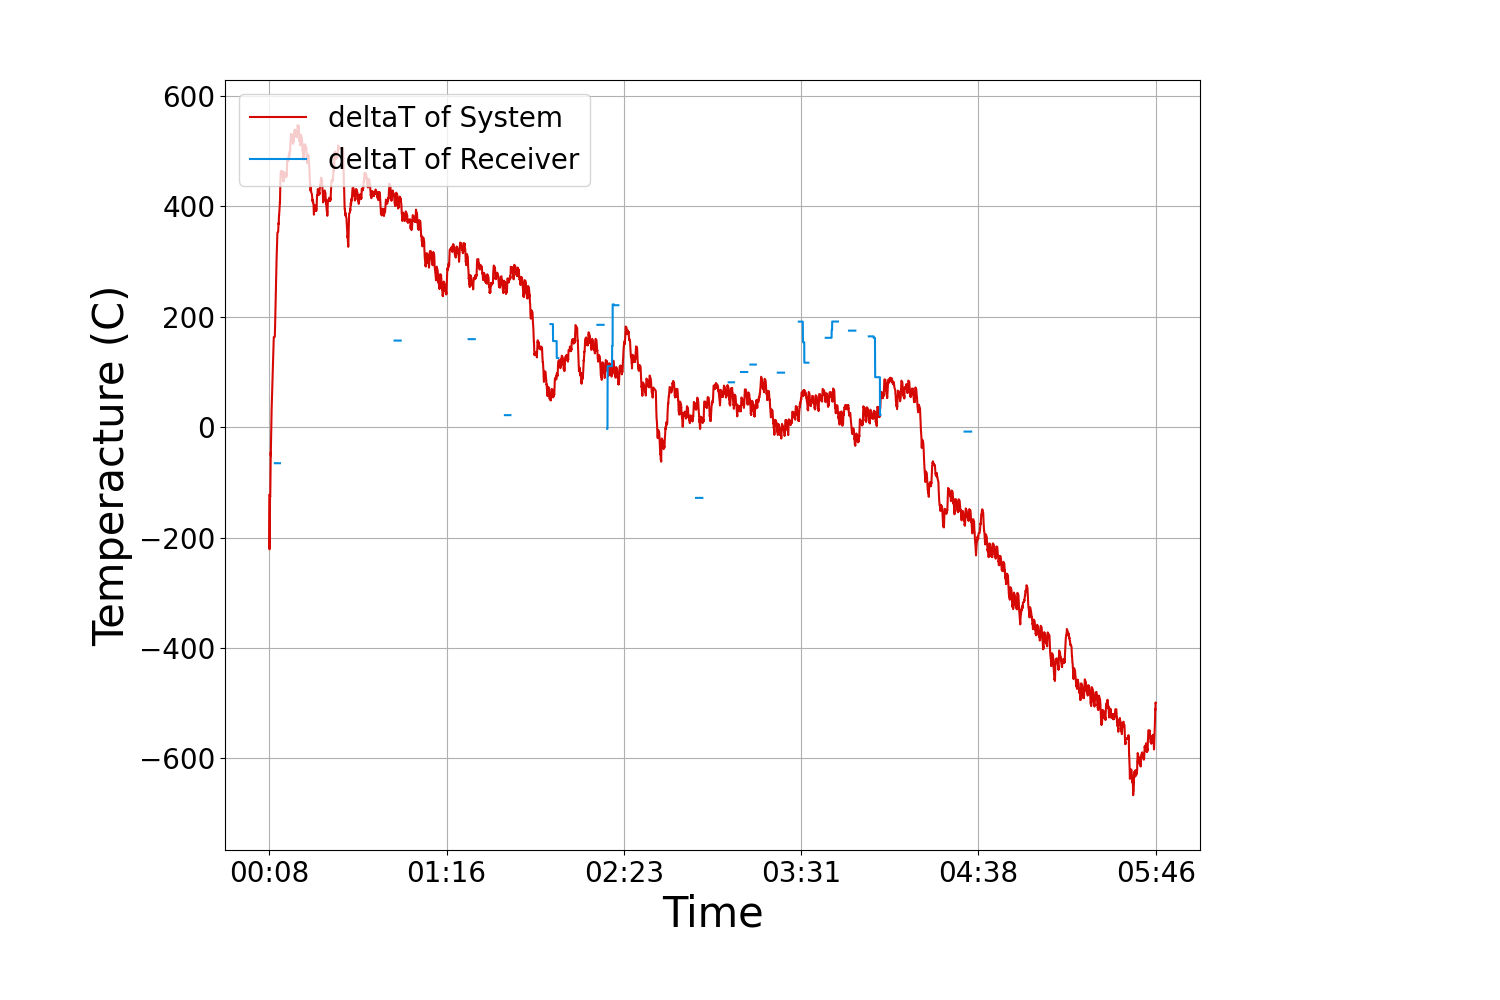 deltaT of System
deltaT of Receiver
600
400
200
0
−200
−400
−600
Temperacture (C)
00:08 01:16 02:23 03:31 04:38 05:46
Time